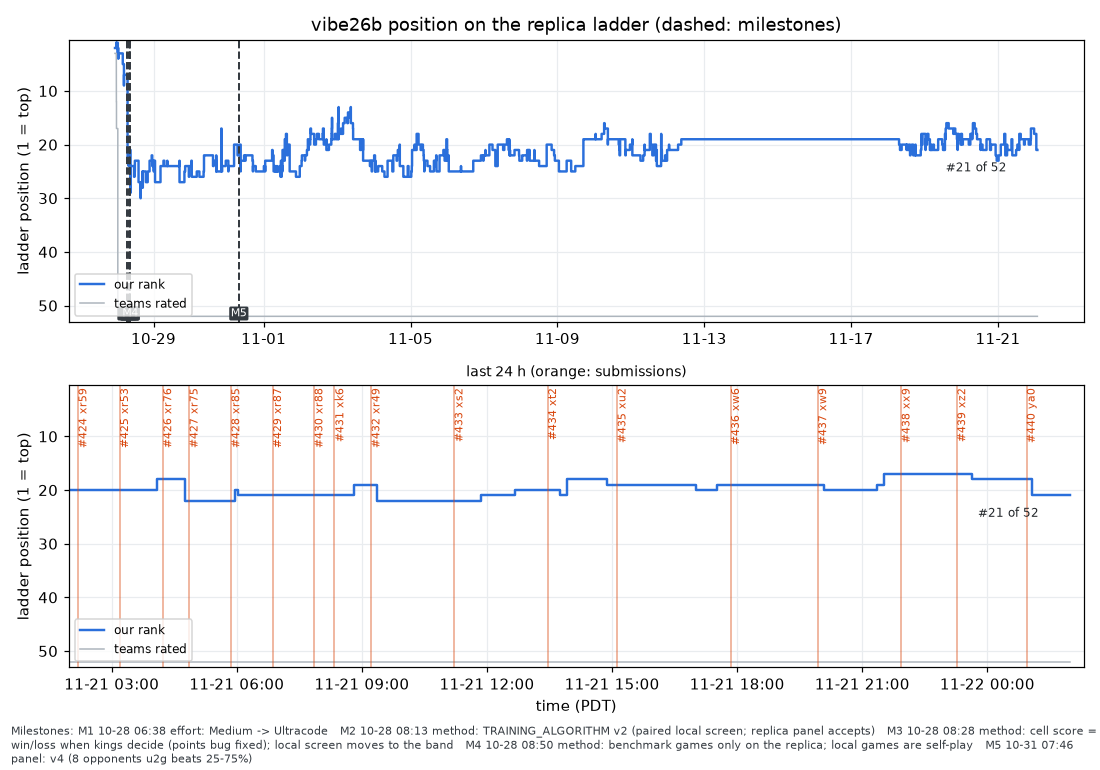 vibe26b position on the replica ladder (dashed: milestones)
ladder position (1 = top)
10
20
30
40
50
#21 of 52
our rank
teams rated
M4
M5
10-29
11-01
11-05
11-09
11-13
11-17
11-21
last 24 h (orange: submissions)
ladder position (1 = top)
10
20
30
40
50
#424 xr59
#425 xr53
#426 xr76
#427 xr75
#428 xr85
#429 xr87
#430 xr88
#431 xk6
#432 xr49
#433 xs2
#434 xt2
#435 xu2
#436 xw6
#437 xw9
#438 xx9
#439 xz2
#440 ya0
#21 of 52
our rank
teams rated
11-21 03:00
11-21 06:00
11-21 09:00
11-21 12:00
11-21 15:00
11-21 18:00
11-21 21:00
11-22 00:00
time (PDT)
Milestones: M1 10-28 06:38 effort: Medium -> Ultracode M2 10-28 08:13 method: TRAINING_ALGORITHM v2 (paired local screen; replica panel accepts) M3 10-28 08:28 method: cell score =
win/loss when kings decide (points bug fixed); local screen moves to the band M4 10-28 08:50 method: benchmark games only on the replica; local games are self-play M5 10-31 07:46
panel: v4 (8 opponents u2g beats 25-75%)